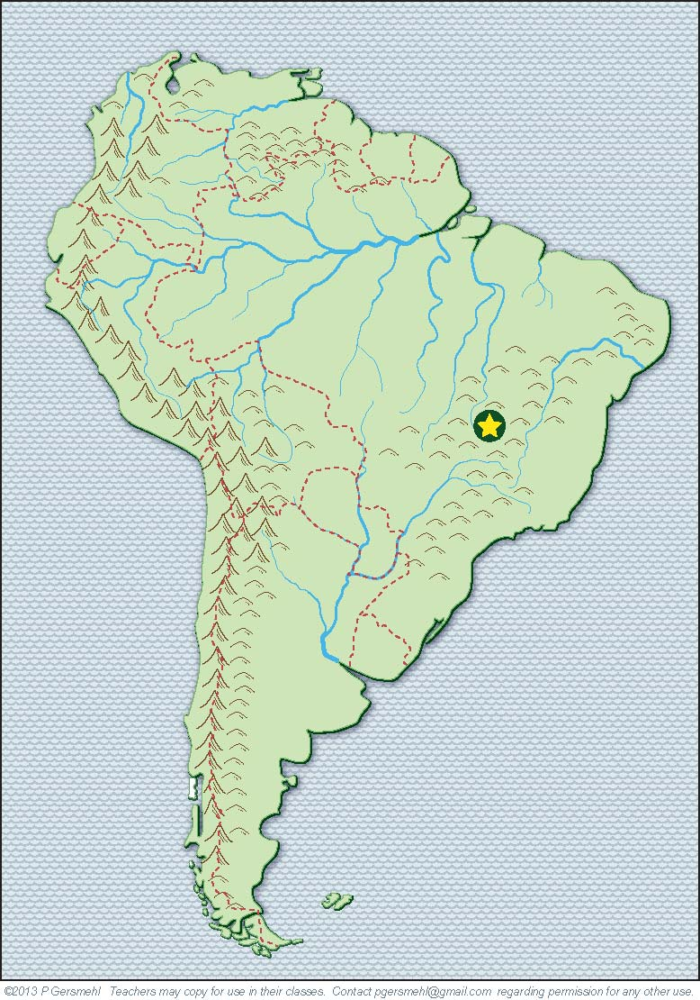 ©2013 P Gersmehl Teachers may copy for use in their classes. Contact pgersmehl@gmail.com regarding permission for any other use.